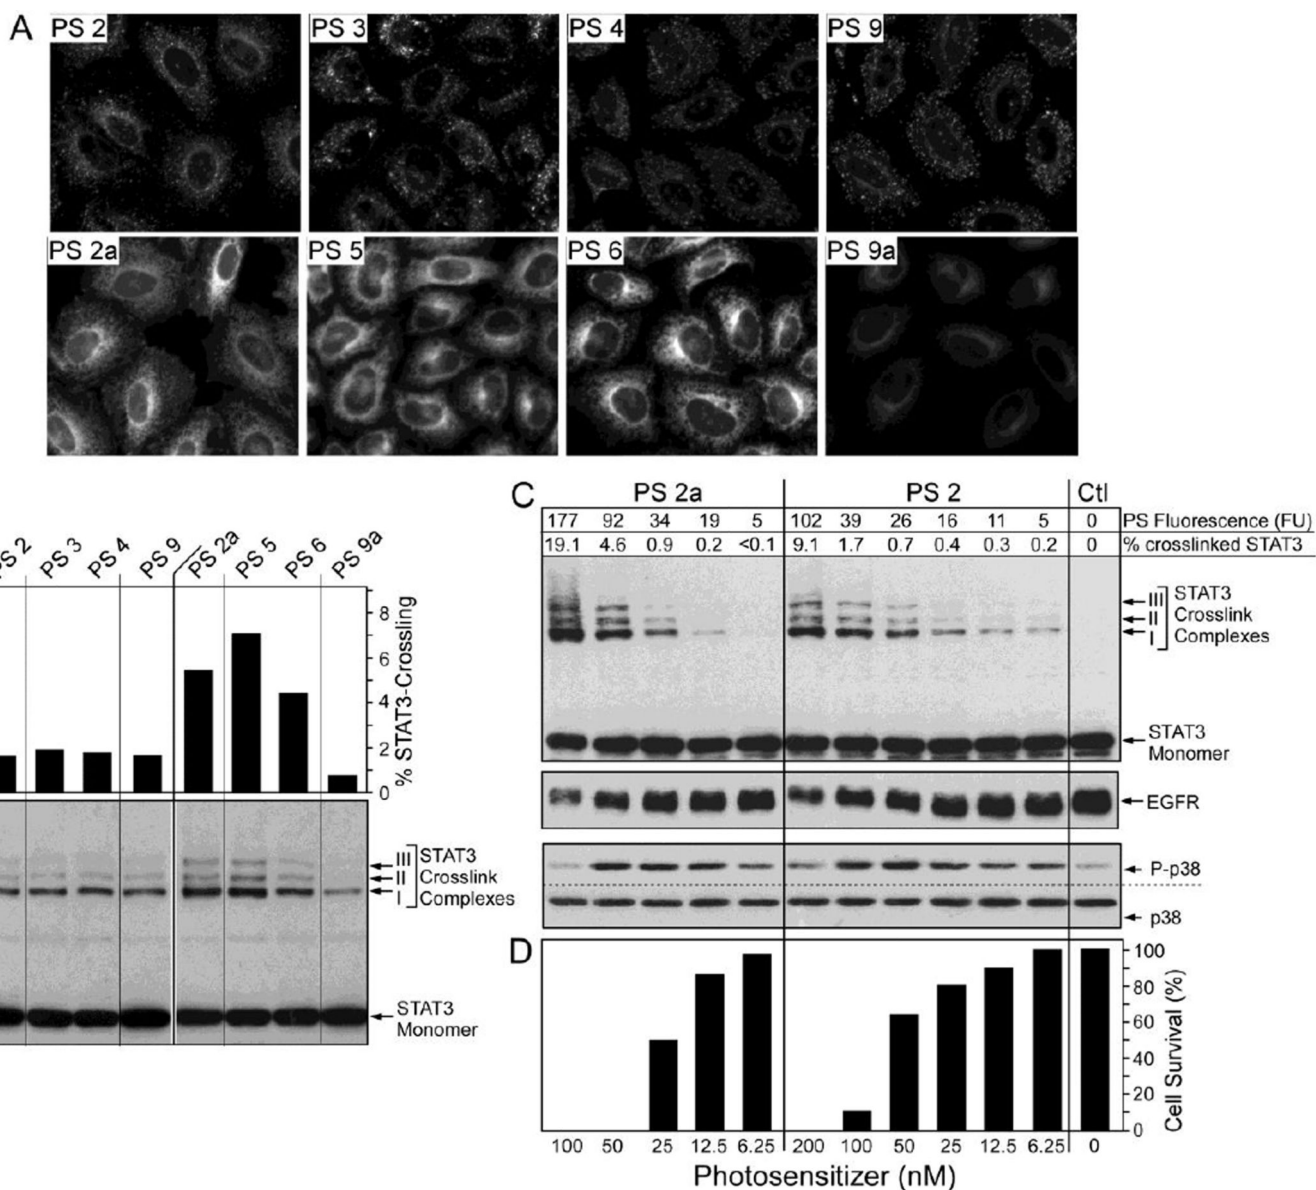 A
PS 2
PS 3
PS 4
PS 9
PS 2a
PS 5
PS 6
PS 9a
PS 3
PS 4
PS 9
PS 2a
PS 5
PS 6
PS 9a
8
6
4
2
0
% STAT3-Crossling
III
II
I
STAT3
Crosslink
Complexes
STAT3
Monomer
C
PS 2a PS 2 Ctl
177 92 34 19 5 102 39 26 16 11 5 0 PS Fluorescence (FU)
19.1 4.6 0.9 0.2 <0.1 9.1 1.7 0.7 0.4 0.3 0.2 0 % crosslinked STAT3
III
II
I
STAT3
Crosslink
Complexes
STAT3
Monomer
EGFR
P-p38
p38
D
100
80
60
40
20
0
Cell Survival (%)
100 50 25 12.5 6.25 200 100 50 25 12.5 6.25 0
Photosensitizer (nM)